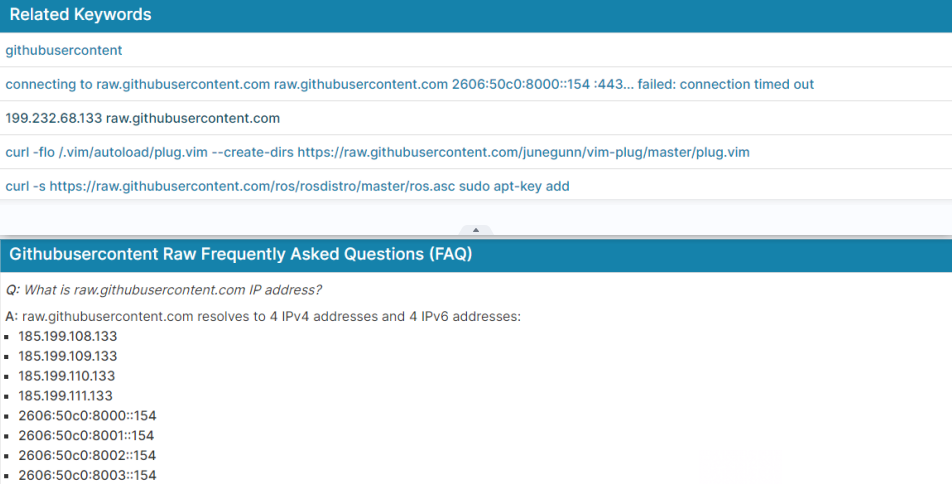 Related Keywords
githubusercontent
connecting to raw.githubusercontent.com raw.githubusercontent.com 2606:50c0:8000::154 :443... failed: connection timed out
199.232.68.133 raw.githubusercontent.com
curl -flo /.vim/autoload/plug.vim --create-dirs https://raw.githubusercontent.com/junegunn/vim-plug/master/plug.vim
curl -s https://raw.githubusercontent.com/ros/rosdistro/master/ros.asc sudo apt-key add
Githubusercontent Raw Frequently Asked Questions (FAQ)
Q: What is raw.githubusercontent.com IP address?
A: raw.githubusercontent.com resolves to 4 IPv4 addresses and 4 IPv6 addresses:
185.199.108.133
185.199.109.133
185.199.110.133
185.199.111.133
2606:50c0:8000::154
2606:50c0:8001::154
2606:50c0:8002::154
2606:50c0:8003::154